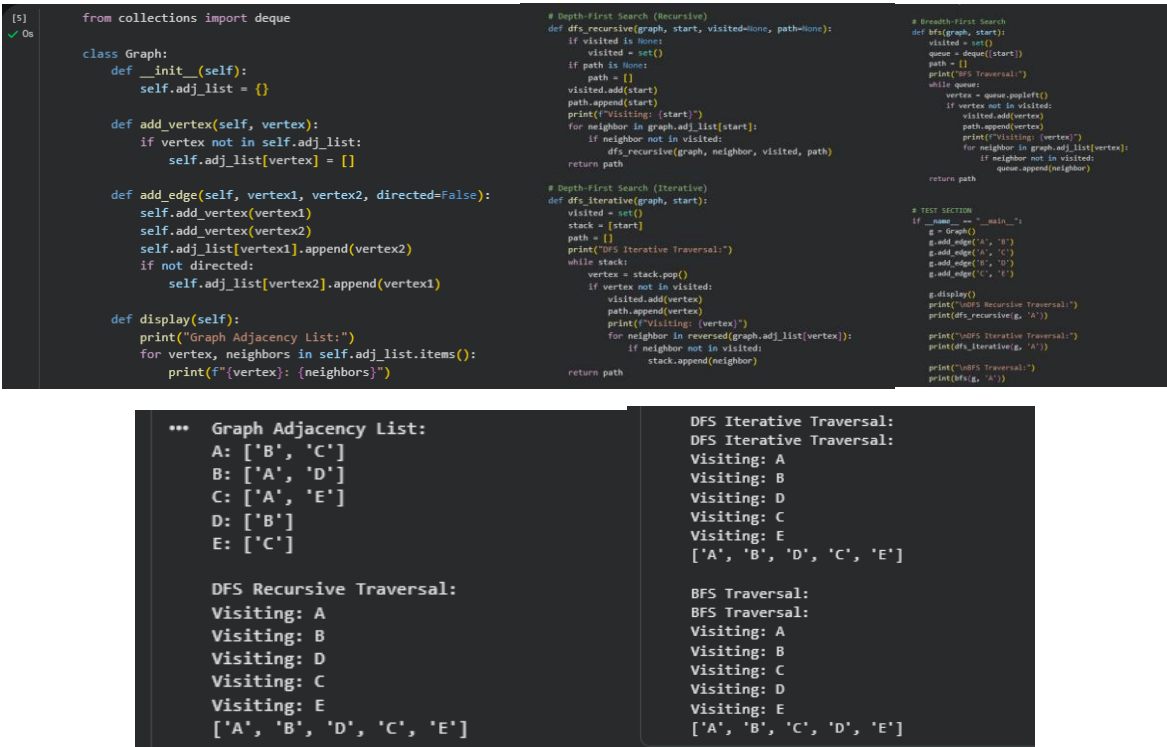 [5]
0s
from collections import deque

class Graph:
    def __init__(self):
        self.adj_list = {}

    def add_vertex(self, vertex):
        if vertex not in self.adj_list:
            self.adj_list[vertex] = []

    def add_edge(self, vertex1, vertex2, directed=False):
        self.add_vertex(vertex1)
        self.add_vertex(vertex2)
        self.adj_list[vertex1].append(vertex2)
        if not directed:
            self.adj_list[vertex2].append(vertex1)

    def display(self):
        print("Graph Adjacency List:")
        for vertex, neighbors in self.adj_list.items():
            print(f"{vertex}: {neighbors}")

# Depth-First Search (Recursive)
def dfs_recursive(graph, start, visited=None, path=None):
    if visited is None:
        visited = set()
    if path is None:
        path = []
    visited.add(start)
    path.append(start)
    print(f"Visiting: {start}")
    for neighbor in graph.adj_list[start]:
        if neighbor not in visited:
            dfs_recursive(graph, neighbor, visited, path)
    return path

# Depth-First Search (Iterative)
def dfs_iterative(graph, start):
    visited = set()
    stack = [start]
    path = []
    print("DFS Iterative Traversal:")
    while stack:
        vertex = stack.pop()
        if vertex not in visited:
            visited.add(vertex)
            path.append(vertex)
            print(f"Visiting: {vertex}")
            for neighbor in reversed(graph.adj_list[vertex]):
                if neighbor not in visited:
                    stack.append(neighbor)
    return path

# Breadth-First Search
def bfs(graph, start):
    visited = set()
    queue = deque([start])
    path = []
    print("BFS Traversal:")
    while queue:
        vertex = queue.popleft()
        if vertex not in visited:
            visited.add(vertex)
            path.append(vertex)
            print(f"Visiting: {vertex}")
            for neighbor in graph.adj_list[vertex]:
                if neighbor not in visited:
                    queue.append(neighbor)
    return path

# TEST SECTION
if __name__ == "__main__":
    g = Graph()
    g.add_edge('A', 'B')
    g.add_edge('A', 'C')
    g.add_edge('B', 'D')
    g.add_edge('C', 'E')

    g.display()
    print("\nDFS Recursive Traversal:")
    print(dfs_recursive(g, 'A'))

    print("\nDFS Iterative Traversal:")
    print(dfs_iterative(g, 'A'))

    print("\nBFS Traversal:")
    print(bfs(g, 'A'))

Graph Adjacency List:
A: ['B', 'C']
B: ['A', 'D']
C: ['A', 'E']
D: ['B']
E: ['C']

DFS Recursive Traversal:
Visiting: A
Visiting: B
Visiting: D
Visiting: C
Visiting: E
['A', 'B', 'D', 'C', 'E']

DFS Iterative Traversal:
DFS Iterative Traversal:
Visiting: A
Visiting: B
Visiting: D
Visiting: C
Visiting: E
['A', 'B', 'D', 'C', 'E']

BFS Traversal:
BFS Traversal:
Visiting: A
Visiting: B
Visiting: C
Visiting: D
Visiting: E
['A', 'B', 'C', 'D', 'E']